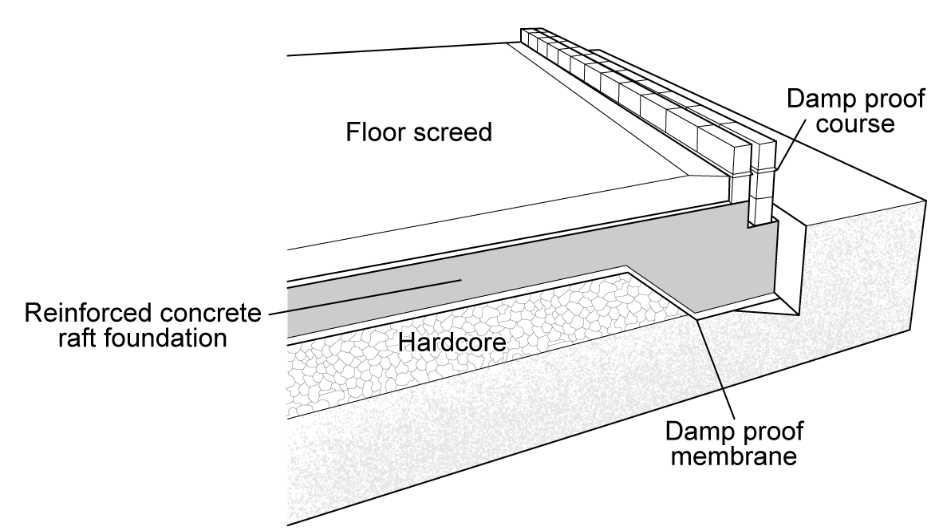 Damp proof
course
Floor screed
Reinforced concrete
raft foundation
Hardcore
Damp proof
membrane